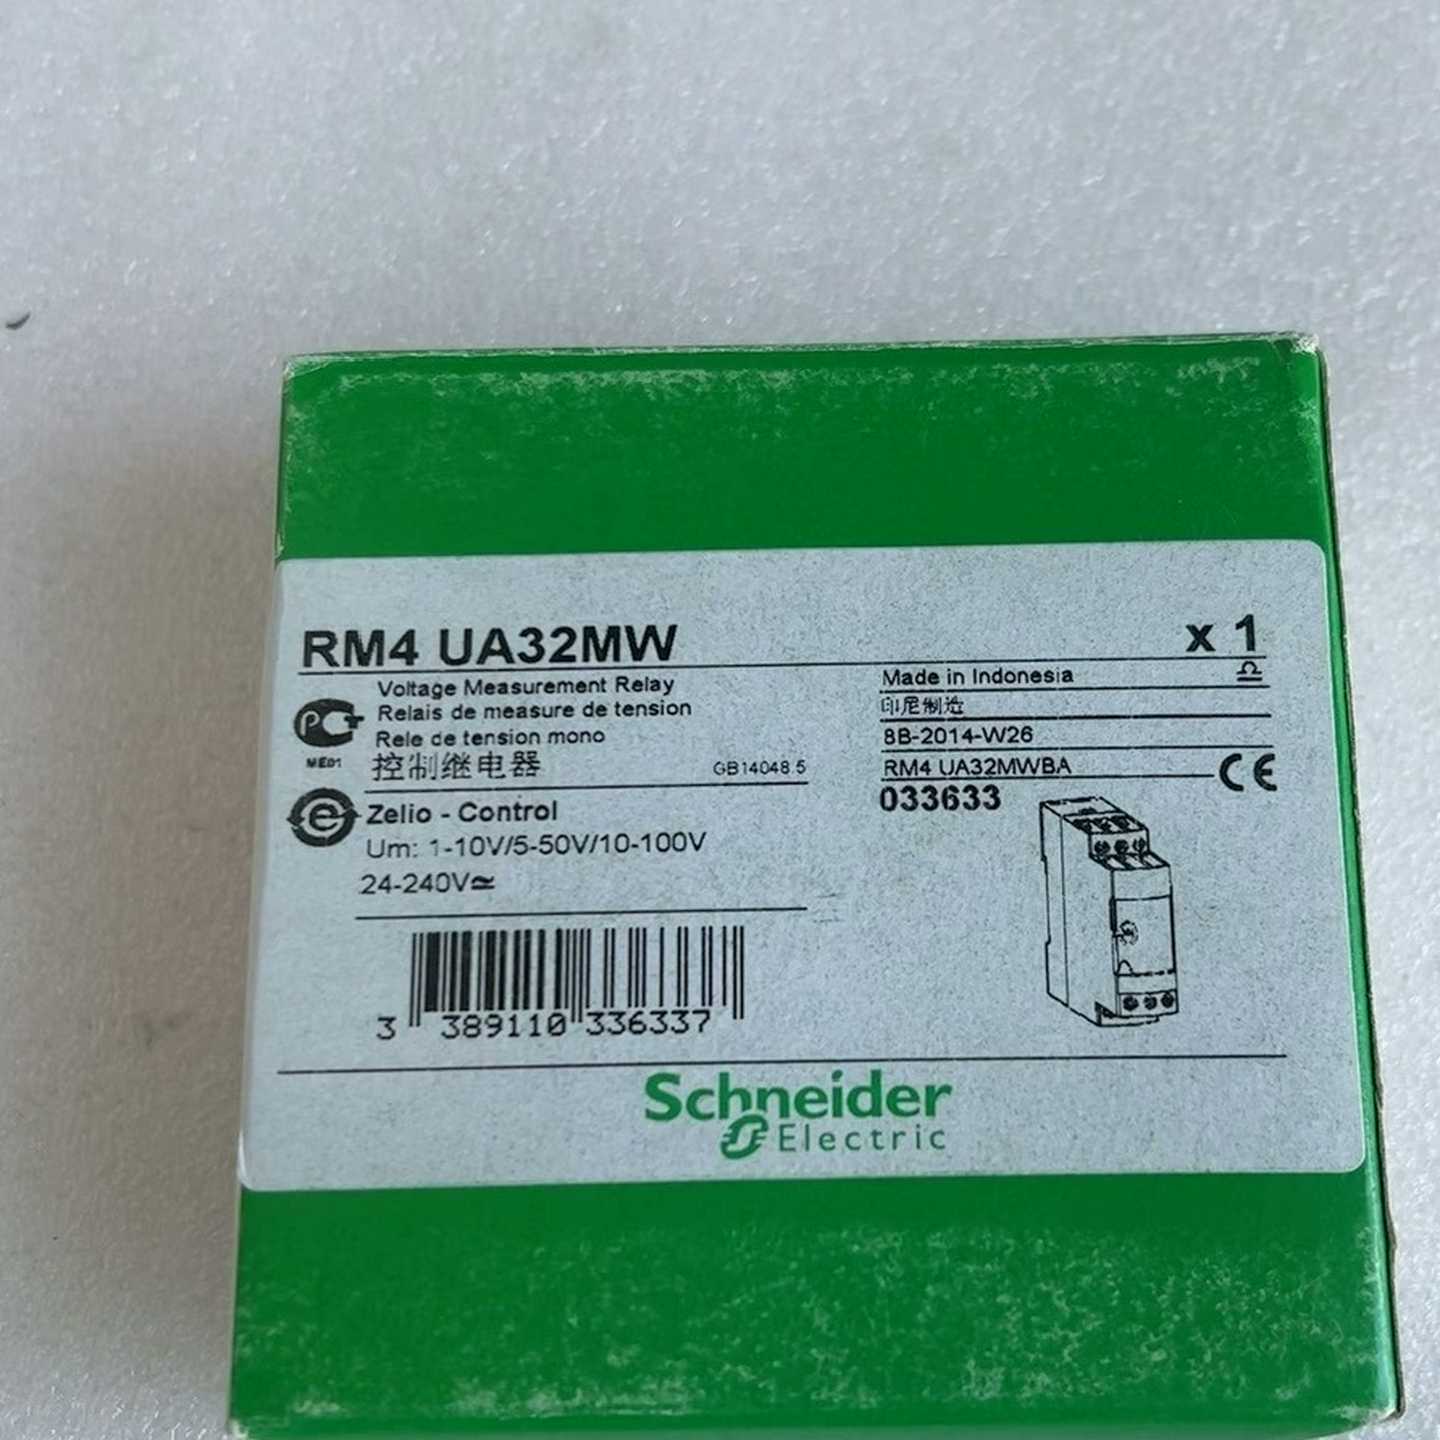 RM4 UA32MW
x 1
Voltage Measurement Relay
Relais de measure de tension
Rele de tension mono
控制继电器
GB14048.5
Made in Indonesia
印尼制造
8B-2014-W26
RM4 UA32MWBA
033633
CE
PCT
ME01
Zelio - Control
Um: 1-10V/5-50V/10-100V
24-240V≃
3 389110 336337
Schneider
Electric